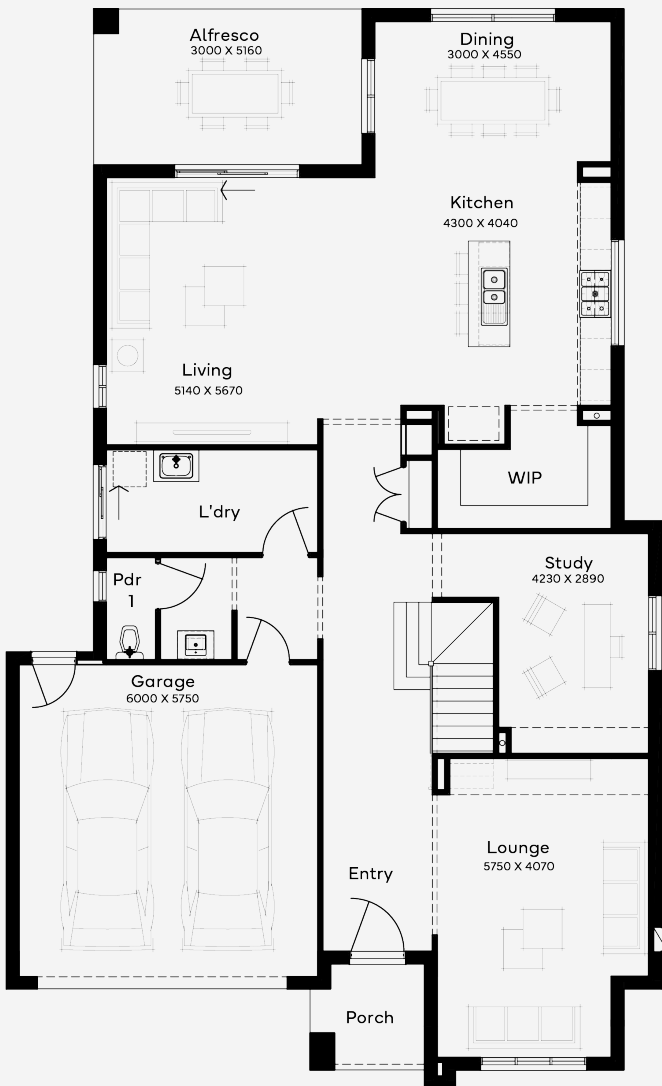 Alfresco
3000 X 5160
Dining
3000 X 4550
Kitchen
4300 X 4040
Living
5140 X 5670
WIP
L'dry
Study
4230 X 2890
Pdr
1
Garage
6000 X 5750
Lounge
5750 X 4070
Entry
Porch